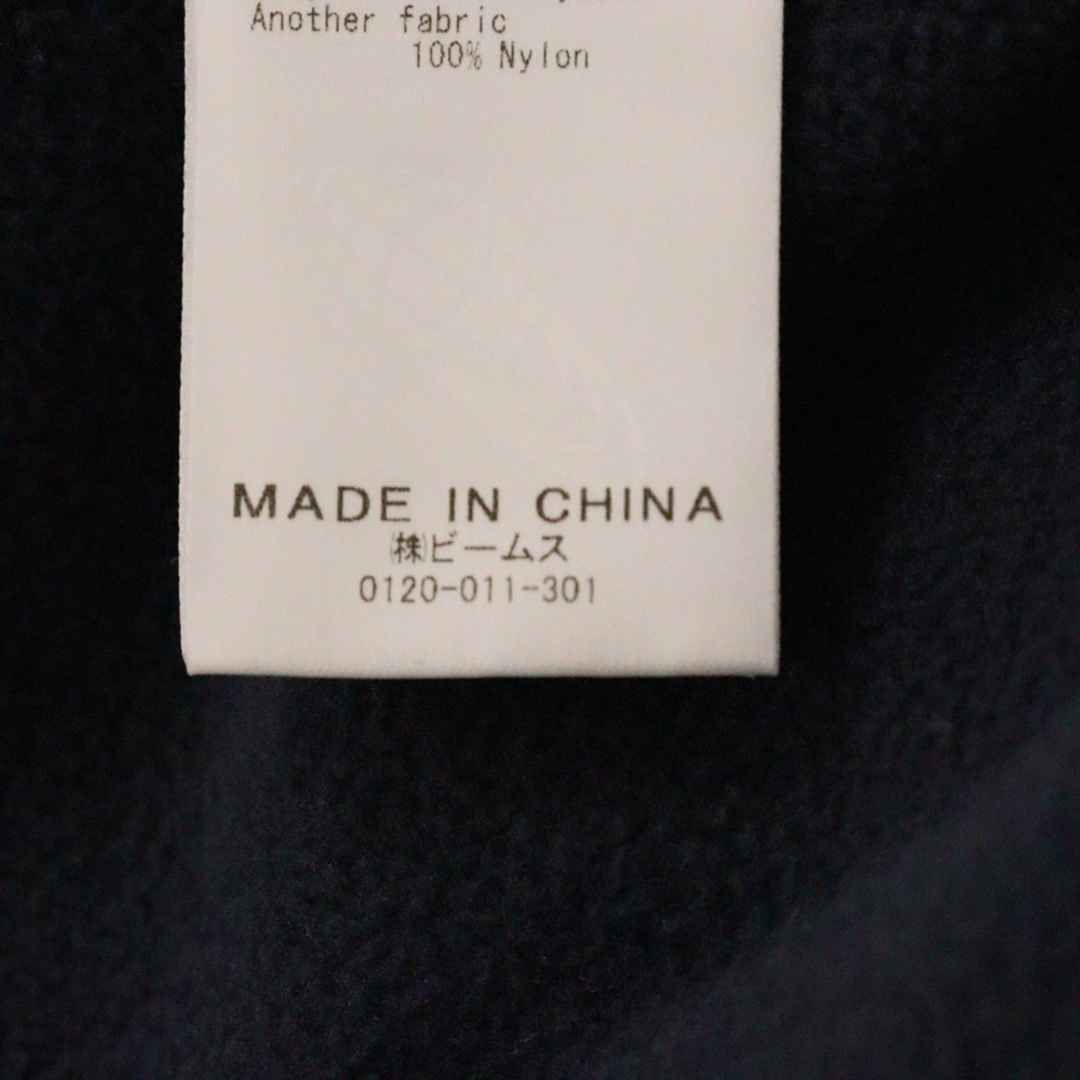 Another fabric
100% Nylon
MADE IN CHINA
㈱ビームス
0120-011-301